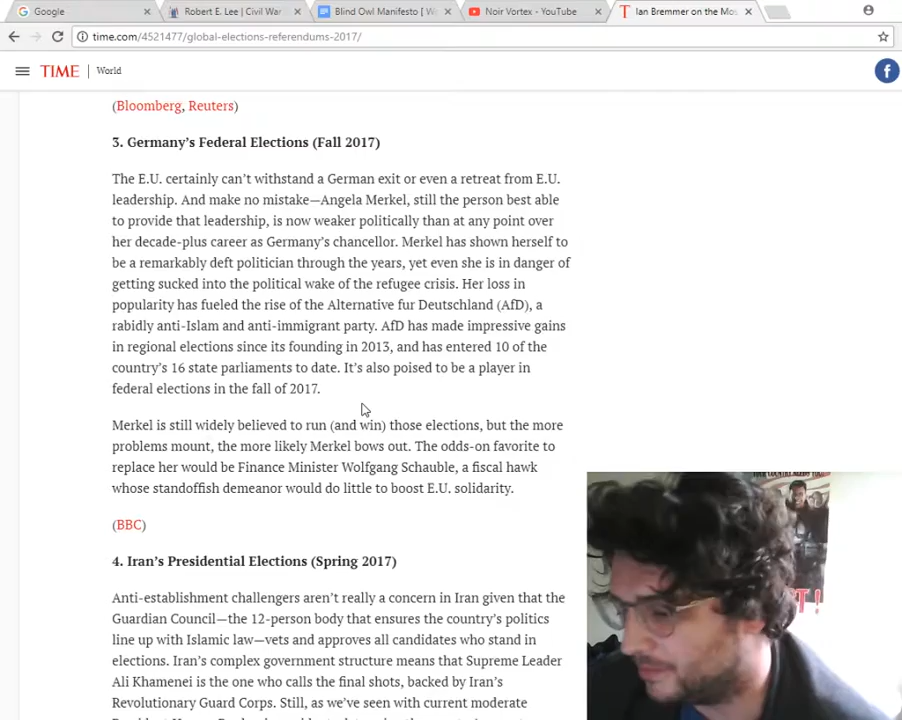 Google
Robert E. Lee | Civil War
Blind Owl Manifesto [ W
Noir Vortex - YouTube
T Ian Bremmer on the Mos
time.com/4521477/global-elections-referendums-2017/
TIME | World
f
(Bloomberg, Reuters)
3. Germany's Federal Elections (Fall 2017)
The E.U. certainly can't withstand a German exit or even a retreat from E.U.
leadership. And make no mistake—Angela Merkel, still the person best able
to provide that leadership, is now weaker politically than at any point over
her decade-plus career as Germany's chancellor. Merkel has shown herself to
be a remarkably deft politician through the years, yet even she is in danger of
getting sucked into the political wake of the refugee crisis. Her loss in
popularity has fueled the rise of the Alternative fur Deutschland (AfD), a
rabidly anti-Islam and anti-immigrant party. AfD has made impressive gains
in regional elections since its founding in 2013, and has entered 10 of the
country's 16 state parliaments to date. It's also poised to be a player in
federal elections in the fall of 2017.
Merkel is still widely believed to run (and win) those elections, but the more
problems mount, the more likely Merkel bows out. The odds-on favorite to
replace her would be Finance Minister Wolfgang Schauble, a fiscal hawk
whose standoffish demeanor would do little to boost E.U. solidarity.
(BBC)
4. Iran's Presidential Elections (Spring 2017)
Anti-establishment challengers aren't really a concern in Iran given that the
Guardian Council—the 12-person body that ensures the country's politics
line up with Islamic law—vets and approves all candidates who stand in
elections. Iran's complex government structure means that Supreme Leader
Ali Khamenei is the one who calls the final shots, backed by Iran's
Revolutionary Guard Corps. Still, as we've seen with current moderate